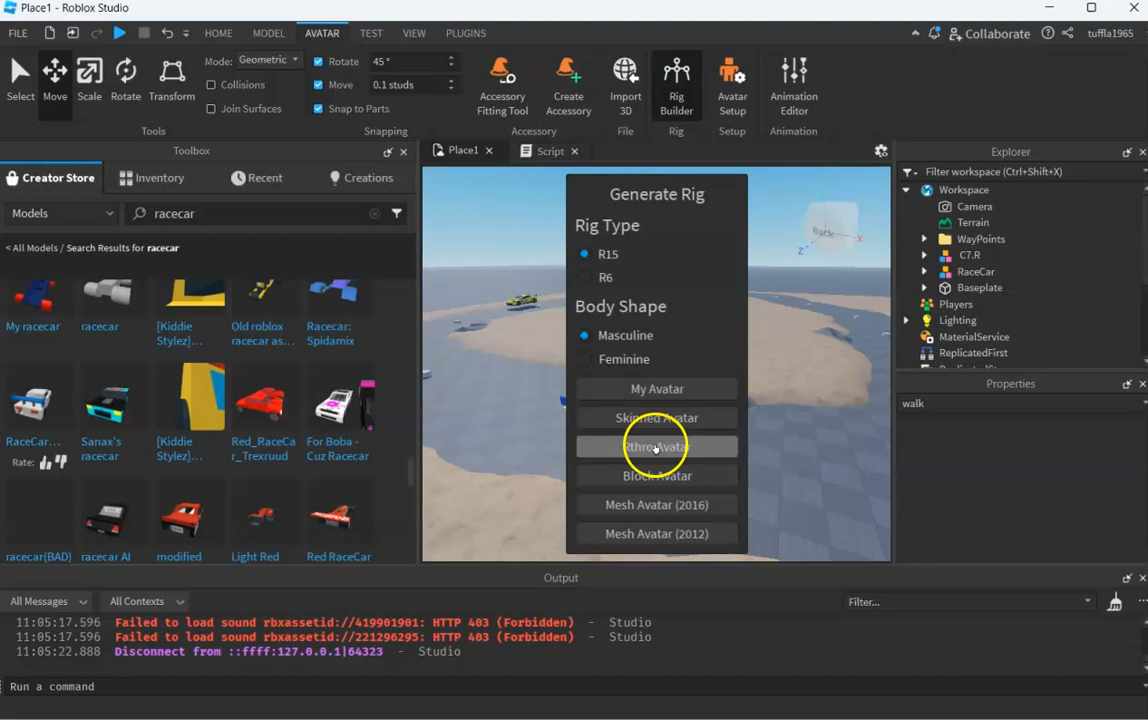 Place1 - Roblox Studio
FILE HOME MODEL AVATAR TEST VIEW PLUGINS Collaborate tuffla1965
Select Move Scale Rotate Transform
Mode: Geometric
Collisions
Join Surfaces
Rotate 45 °
Move 0.1 studs
Snap to Parts
Accessory Fitting Tool
Create Accessory
Import 3D
Rig Builder
Avatar Setup
Animation Editor
Tools Snapping Accessory File Rig Setup Animation
Toolbox
Creator Store Inventory Recent Creations
Models racecar
< All Models / Search Results for racecar
My racecar
racecar
[Kiddie Stylez]...
Old roblox racecar as...
Racecar: Spidamix
RaceCar...
Rate:
Sanax's racecar
[Kiddie Stylez]...
Red_RaceCa r_Trexruud
For Boba - Cuz Racecar
racecar(BAD)
racecar AI
modified
Light Red
Red RaceCar
Place1 Script
Back
X
Z
Generate Rig
Rig Type
R15
R6
Body Shape
Masculine
Feminine
My Avatar
Skinned Avatar
Rthro Avatar
Block Avatar
Mesh Avatar (2016)
Mesh Avatar (2012)
Explorer
Filter workspace (Ctrl+Shift+X)
Workspace
Camera
Terrain
WayPoints
C7.R
RaceCar
Baseplate
Players
Lighting
MaterialService
ReplicatedFirst
Properties
walk
Output
All Messages All Contexts Filter...
11:05:17.596 Failed to load sound rbxassetid://419901901: HTTP 403 (Forbidden) - Studio
11:05:17.596 Failed to load sound rbxassetid://221296295: HTTP 403 (Forbidden) - Studio
11:05:22.888 Disconnect from ::ffff:127.0.0.1|64323 - Studio
Run a command